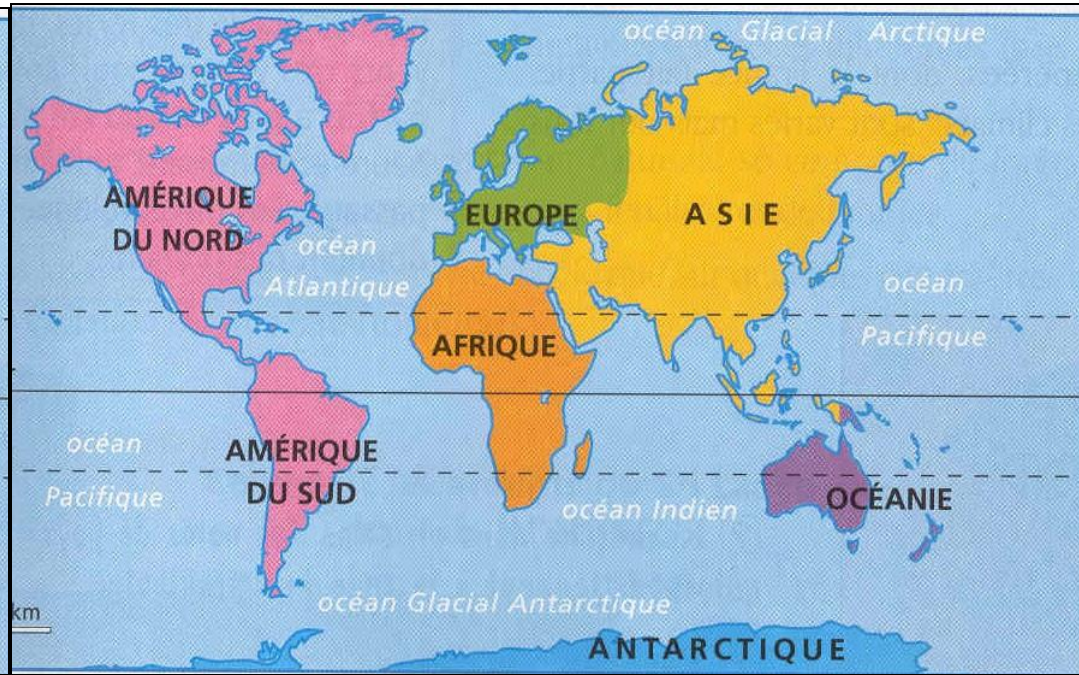 océan Glacial Arctique
AMÉRIQUE
DU NORD
océan
Atlantique
EUROPE
ASIE
océan
Pacifique
AFRIQUE
océan
Pacifique
AMÉRIQUE
DU SUD
océan Indien
OCÉANIE
km
océan Glacial Antarctique
ANTARCTIQUE